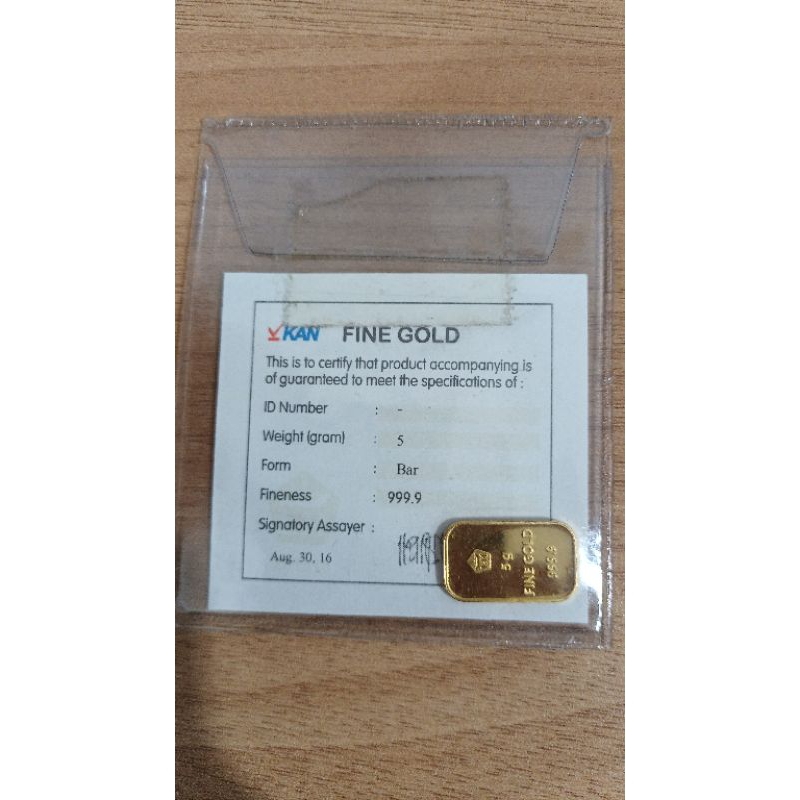 KAN FINE GOLD
This is to certify that product accompanying is
of guaranteed to meet the specifications of :
ID Number : -
Weight (gram) : 5
Form : Bar
Fineness : 999.9
Signatory Assayer :
Aug. 30, 16
5 g
FINE GOLD
999.9